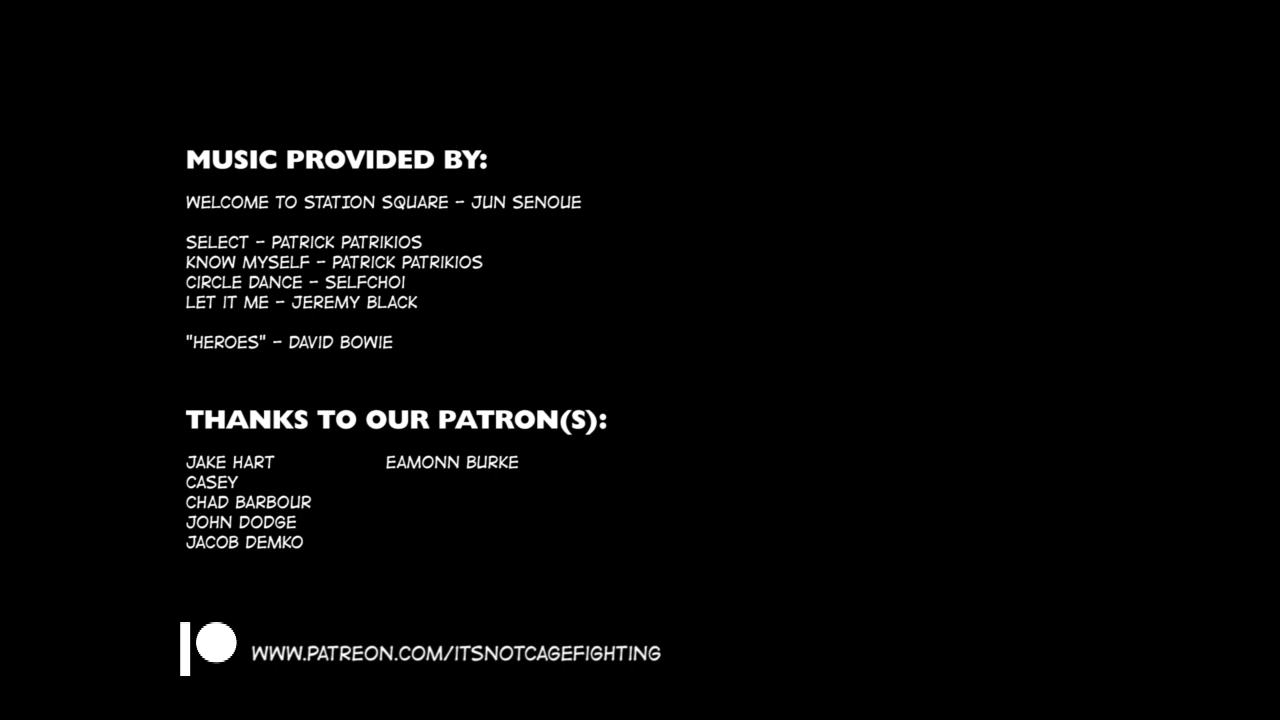 MUSIC PROVIDED BY:
WELCOME TO STATION SQUARE - JUN SENOUE
SELECT - PATRICK PATRIKIOS
KNOW MYSELF - PATRICK PATRIKIOS
CIRCLE DANCE - SELFCHOI
LET IT ME - JEREMY BLACK
"HEROES" - DAVID BOWIE
THANKS TO OUR PATRON(S):
JAKE HART EAMONN BURKE
CASEY
CHAD BARBOUR
JOHN DODGE
JACOB DEMKO
WWW.PATREON.COM/ITSNOTCAGEFIGHTING